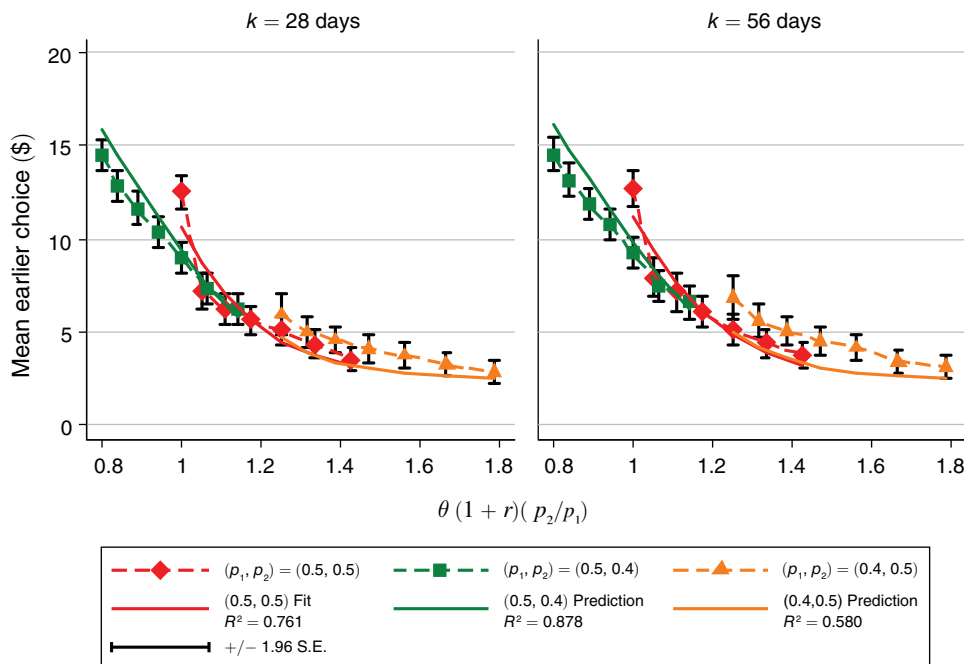 k = 28 days
k = 56 days
Mean earlier choice ($)
20
15
10
5
0
0.8 1 1.2 1.4 1.6 1.8
0.8 1 1.2 1.4 1.6 1.8
θ (1 + r)( p₂/p₁)
(p₁, p₂) = (0.5, 0.5)
(p₁, p₂) = (0.5, 0.4)
(p₁, p₂) = (0.4, 0.5)
(0.5, 0.5) Fit
R² = 0.761
(0.5, 0.4) Prediction
R² = 0.878
(0.4,0.5) Prediction
R² = 0.580
+/− 1.96 S.E.